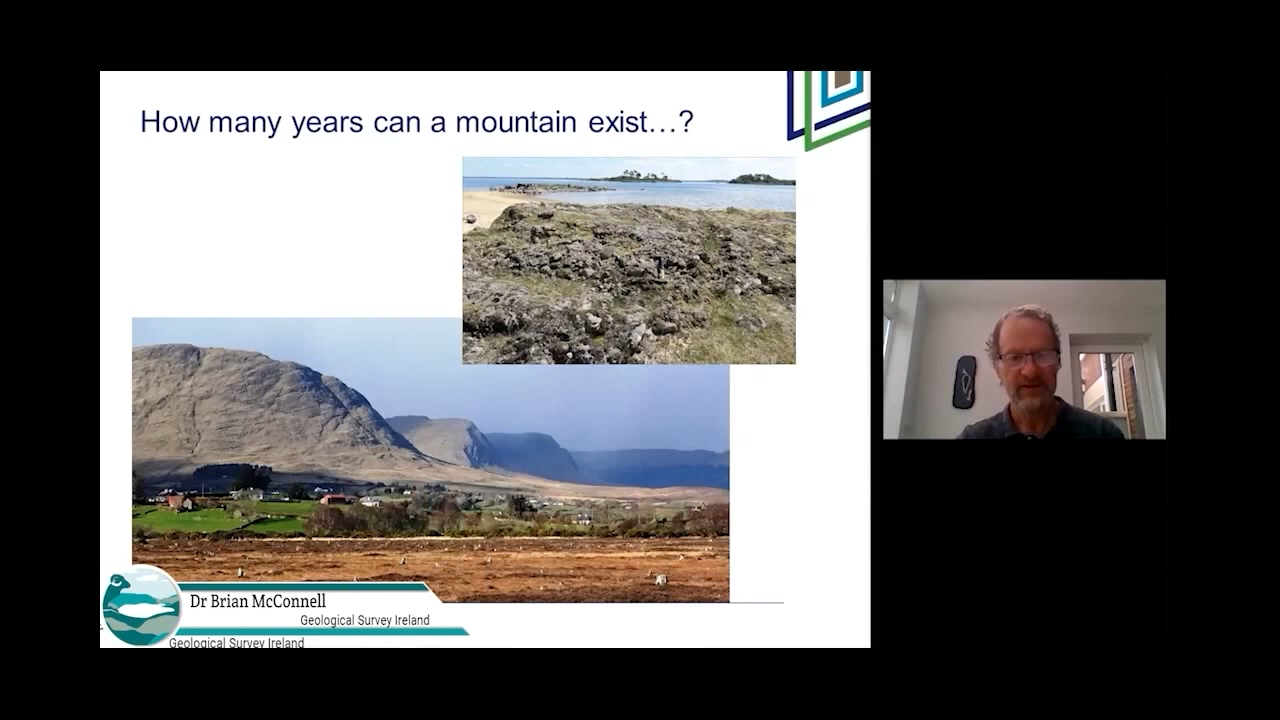 How many years can a mountain exist…?
Dr Brian McConnell
Geological Survey Ireland
Geological Survey Ireland